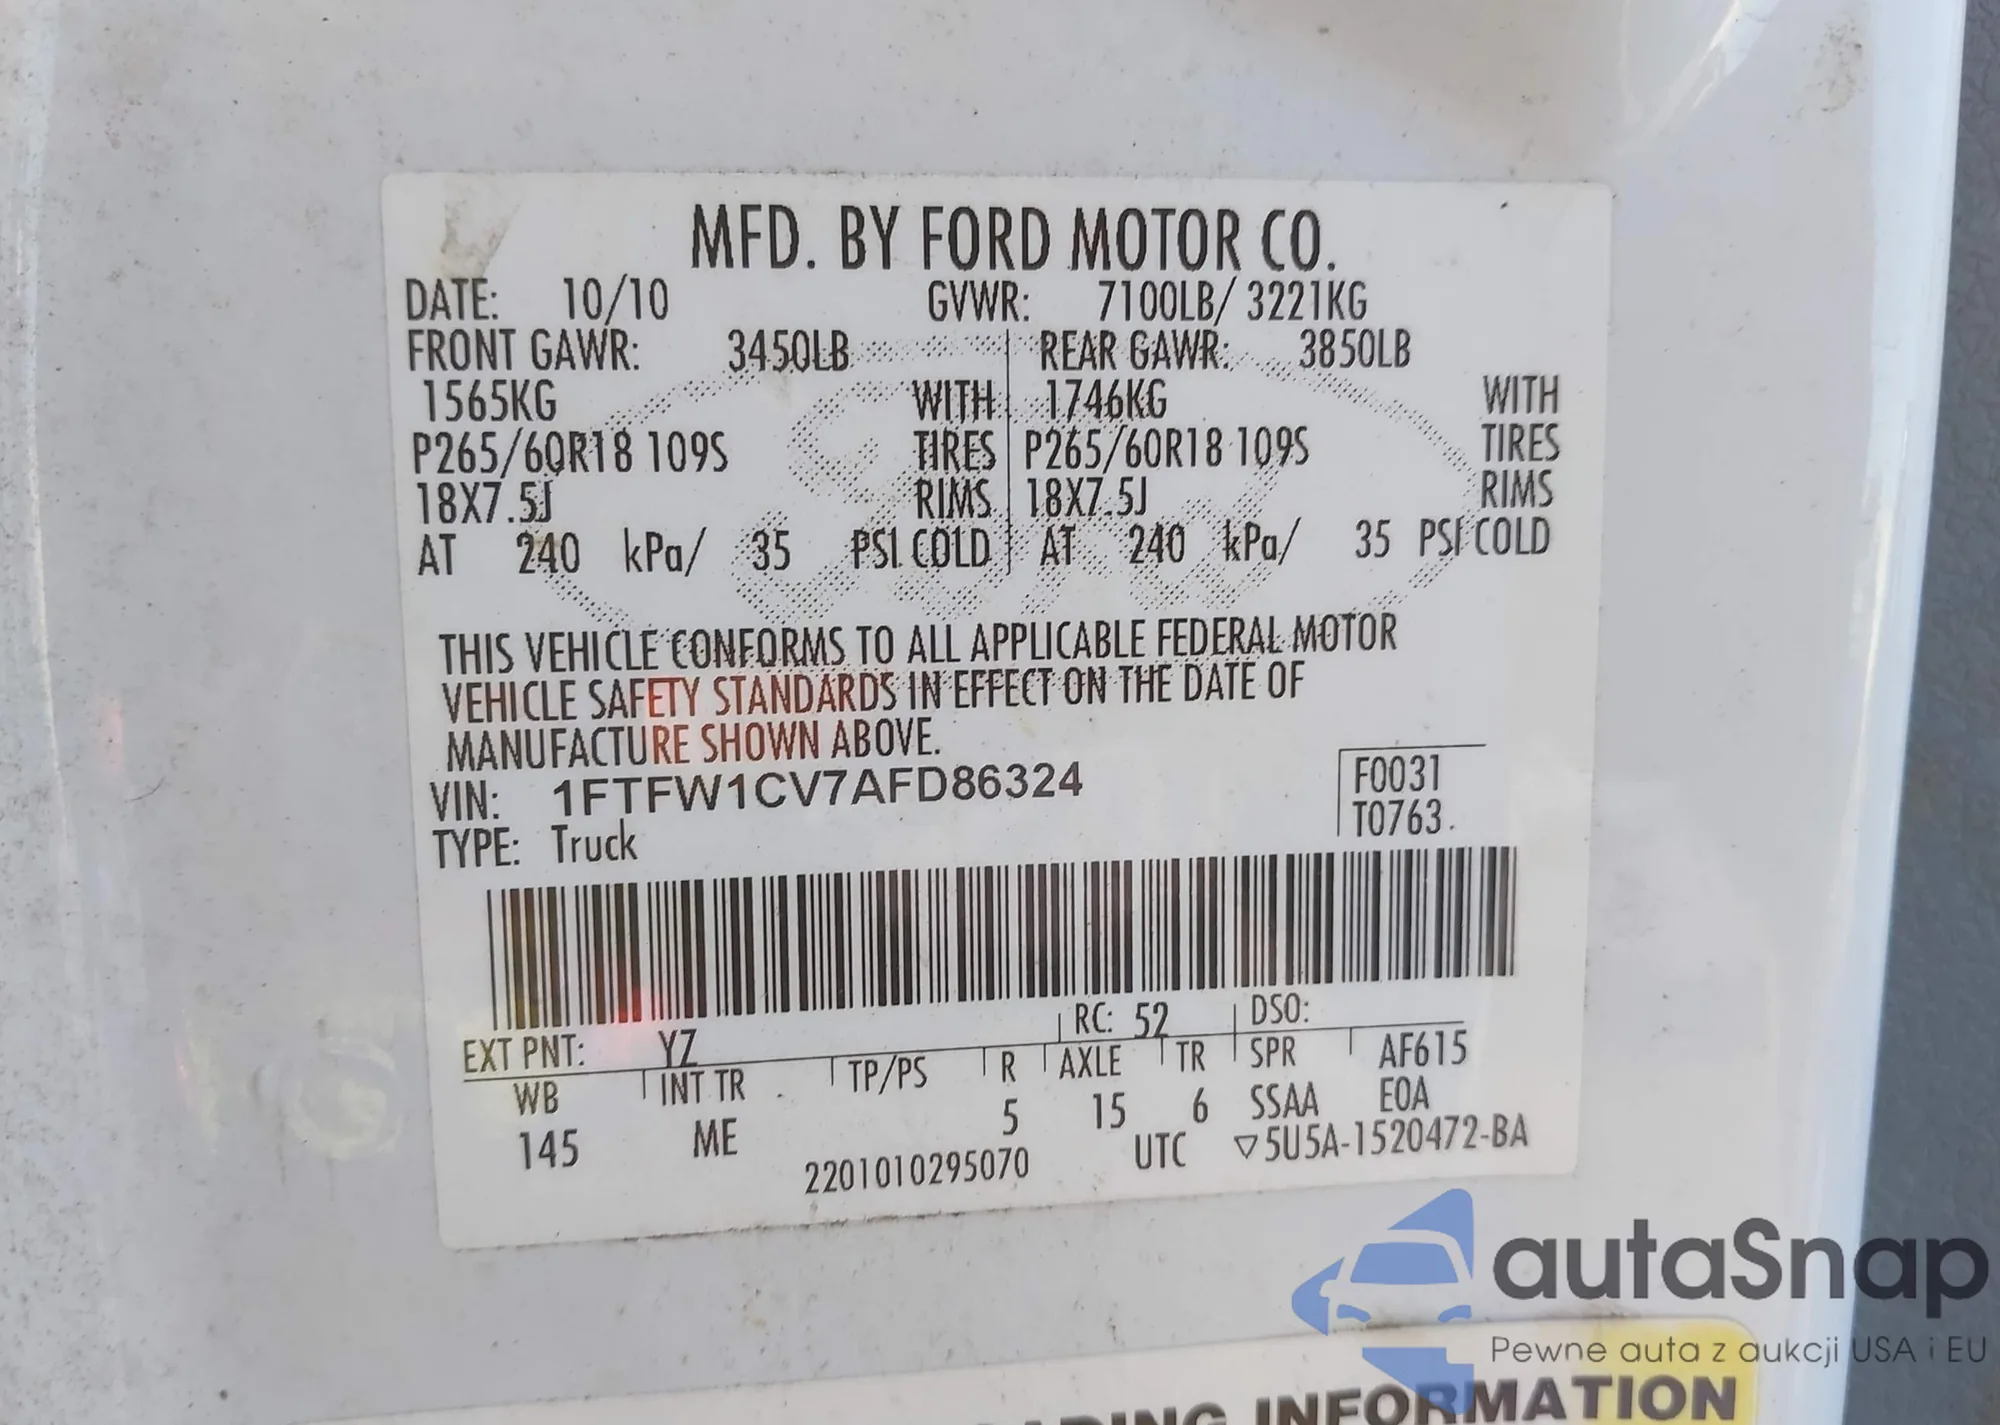 MFD. BY FORD MOTOR CO.
DATE: 10/10 GVWR: 7100LB/ 3221KG
FRONT GAWR: 3450LB REAR GAWR: 3850LB
1565KG WITH 1746KG WITH
P265/60R18 109S TIRES P265/60R18 109S TIRES
18X7.5J RIMS 18X7.5J RIMS
AT 240 kPa/ 35 PSI COLD AT 240 kPa/ 35 PSI COLD
THIS VEHICLE CONFORMS TO ALL APPLICABLE FEDERAL MOTOR
VEHICLE SAFETY STANDARDS IN EFFECT ON THE DATE OF
MANUFACTURE SHOWN ABOVE.
VIN: 1FTFW1CV7AFD86324 F0031
TYPE: Truck T0763
EXT PNT: YZ RC: 52 DSO:
WB INT TR TP/PS R AXLE TR SPR AF615
145 ME 5 15 6 SSAA E0A
2201010295070 UTC ▽5U5A-1520472-BA
autaSnap
Pewne auta z aukcji USA i EU
INFORMATION